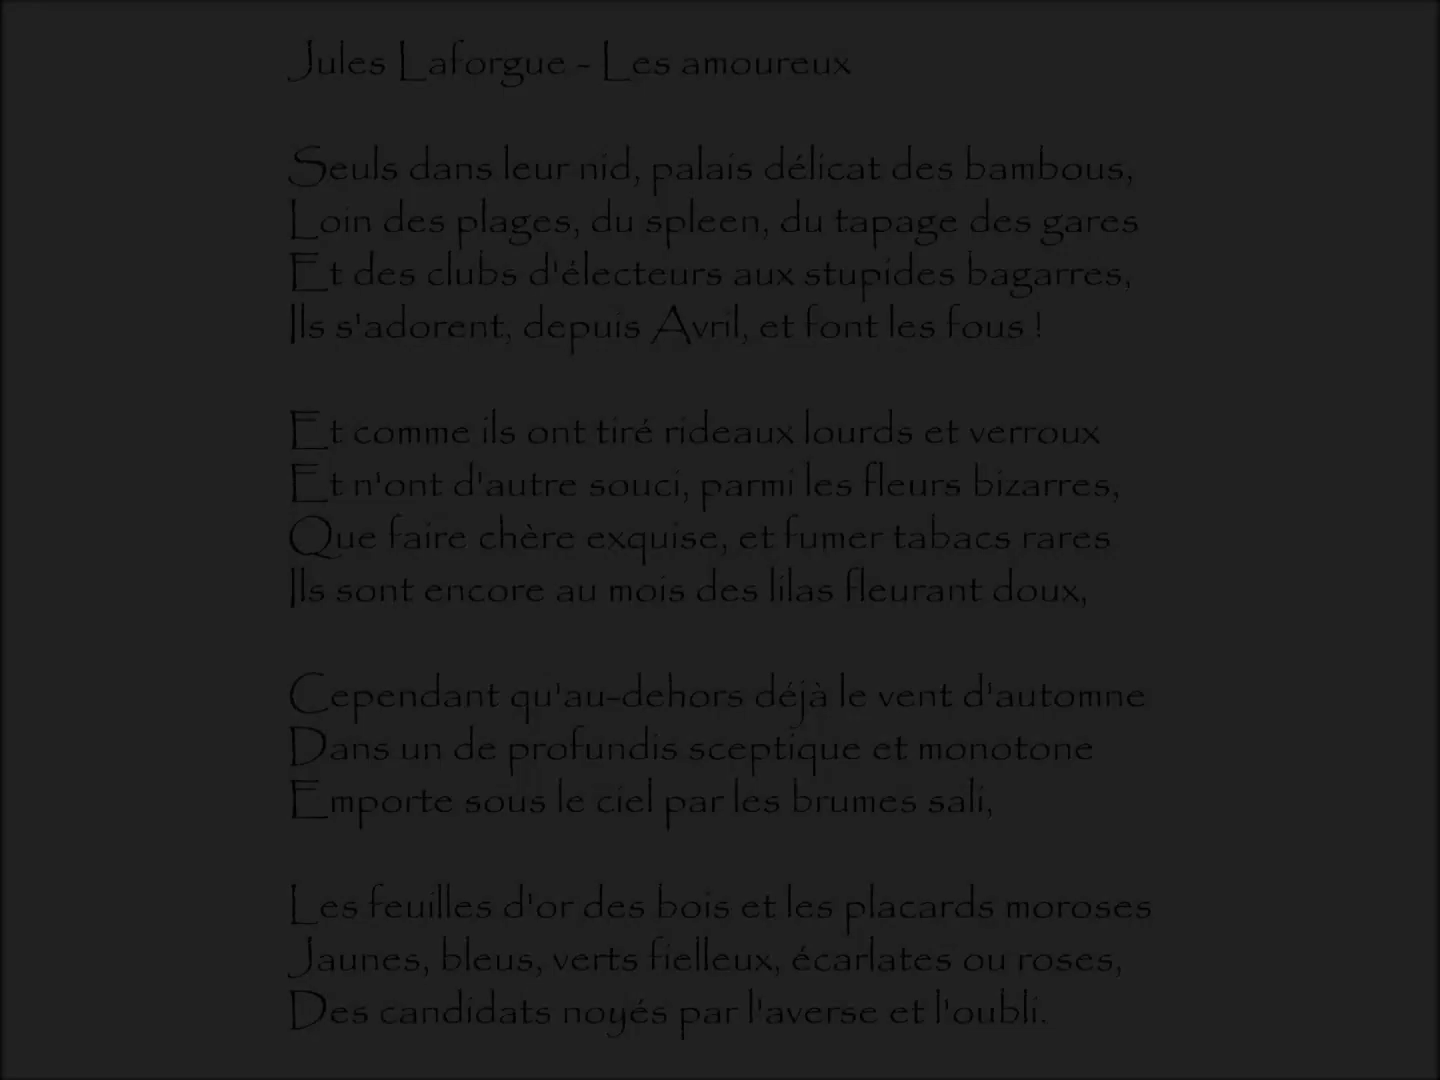 Jules Laforgue - Les amoureux
Seuls dans leur nid, palais délicat des bambous,
Loin des plages, du spleen, du tapage des gares
Et des clubs d'électeurs aux stupides bagarres,
Ils s'adorent, depuis Avril, et font les fous !
Et comme ils ont tiré rideaux lourds et verroux
Et n'ont d'autre souci, parmi les fleurs bizarres,
Que faire chère exquise, et fumer tabacs rares
Ils sont encore au mois des lilas fleurant doux,
Cependant qu'au-dehors déjà le vent d'automne
Dans un de profundis sceptique et monotone
Emporte sous le ciel par les brumes sali,
Les feuilles d'or des bois et les placards moroses
Jaunes, bleus, verts fielleux, écarlates ou roses,
Des candidats noyés par l'averse et l'oubli.